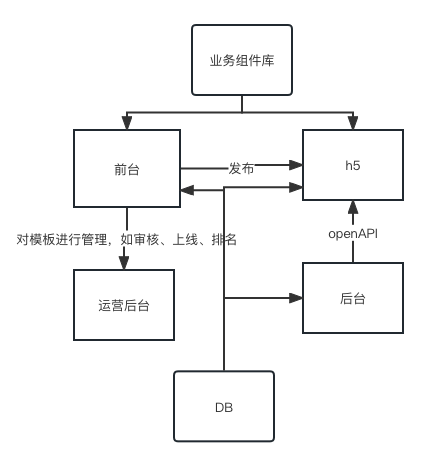 业务组件库
前台
发布
h5
对模板进行管理，如审核、上线、排名
openAPI
运营后台
后台
DB